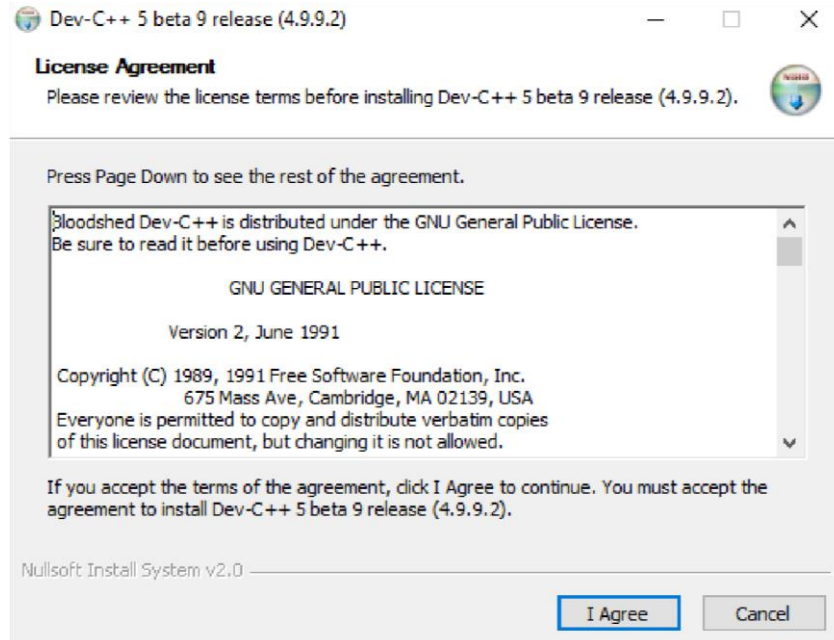 Dev-C++ 5 beta 9 release (4.9.9.2)
License Agreement
Please review the license terms before installing Dev-C++ 5 beta 9 release (4.9.9.2).
Press Page Down to see the rest of the agreement.
Bloodshed Dev-C++ is distributed under the GNU General Public License.
Be sure to read it before using Dev-C++.
GNU GENERAL PUBLIC LICENSE
Version 2, June 1991
Copyright (C) 1989, 1991 Free Software Foundation, Inc.
675 Mass Ave, Cambridge, MA 02139, USA
Everyone is permitted to copy and distribute verbatim copies
of this license document, but changing it is not allowed.
If you accept the terms of the agreement, click I Agree to continue. You must accept the
agreement to install Dev-C++ 5 beta 9 release (4.9.9.2).
Nullsoft Install System v2.0
I Agree
Cancel